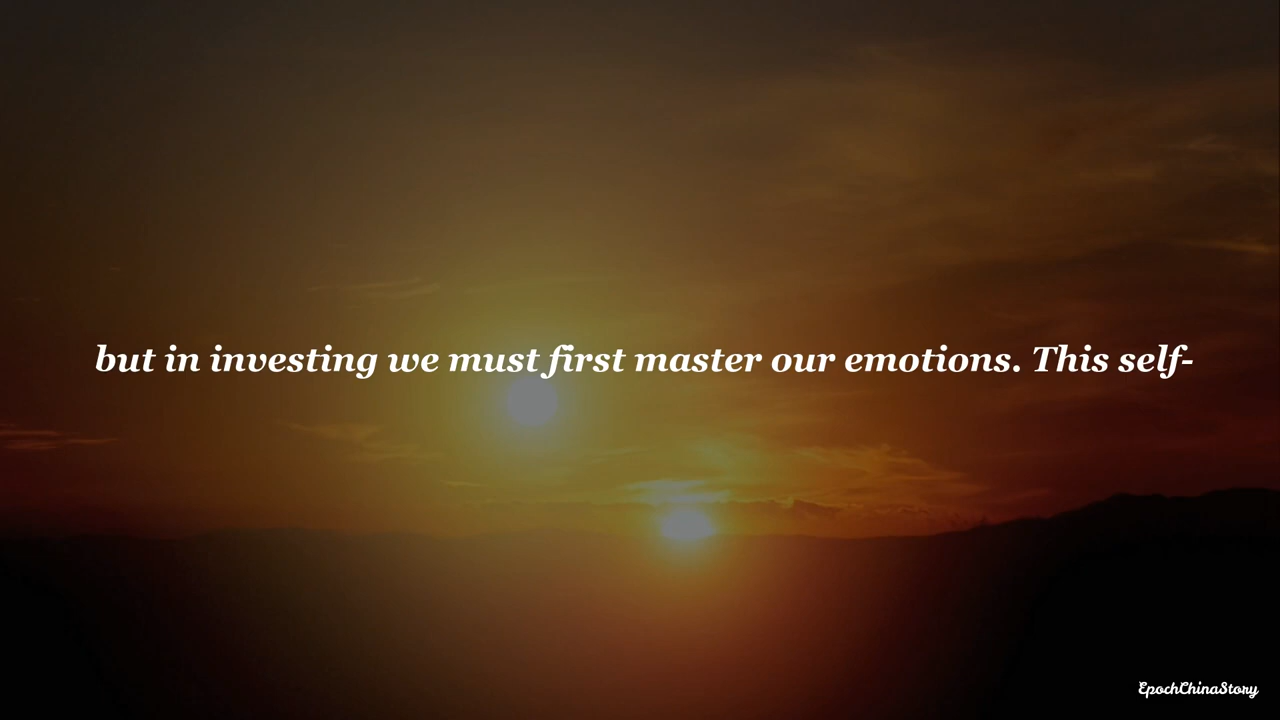 but in investing we must first master our emotions. This self-
EpochChinaStory